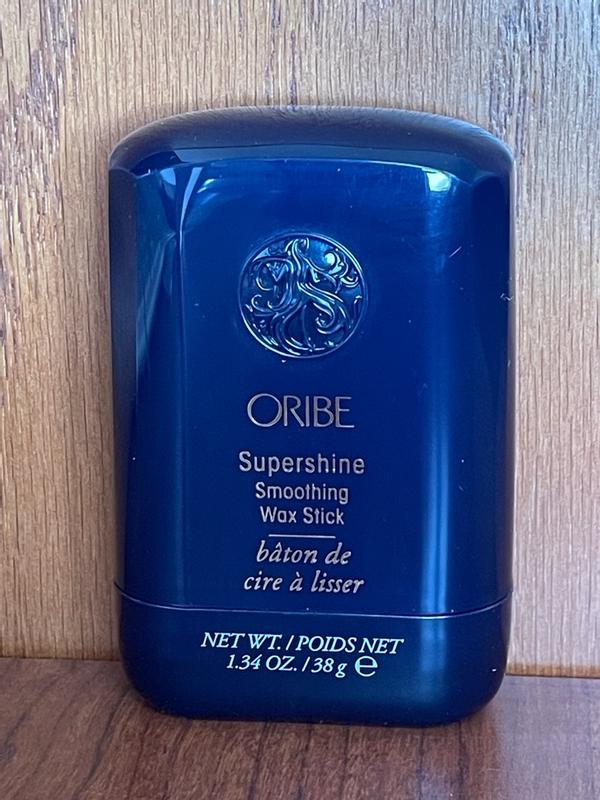 ORIBE
Supershine
Smoothing
Wax Stick
bâton de
cire à lisser
NET WT. / POIDS NET
1.34 OZ. / 38 g ℮